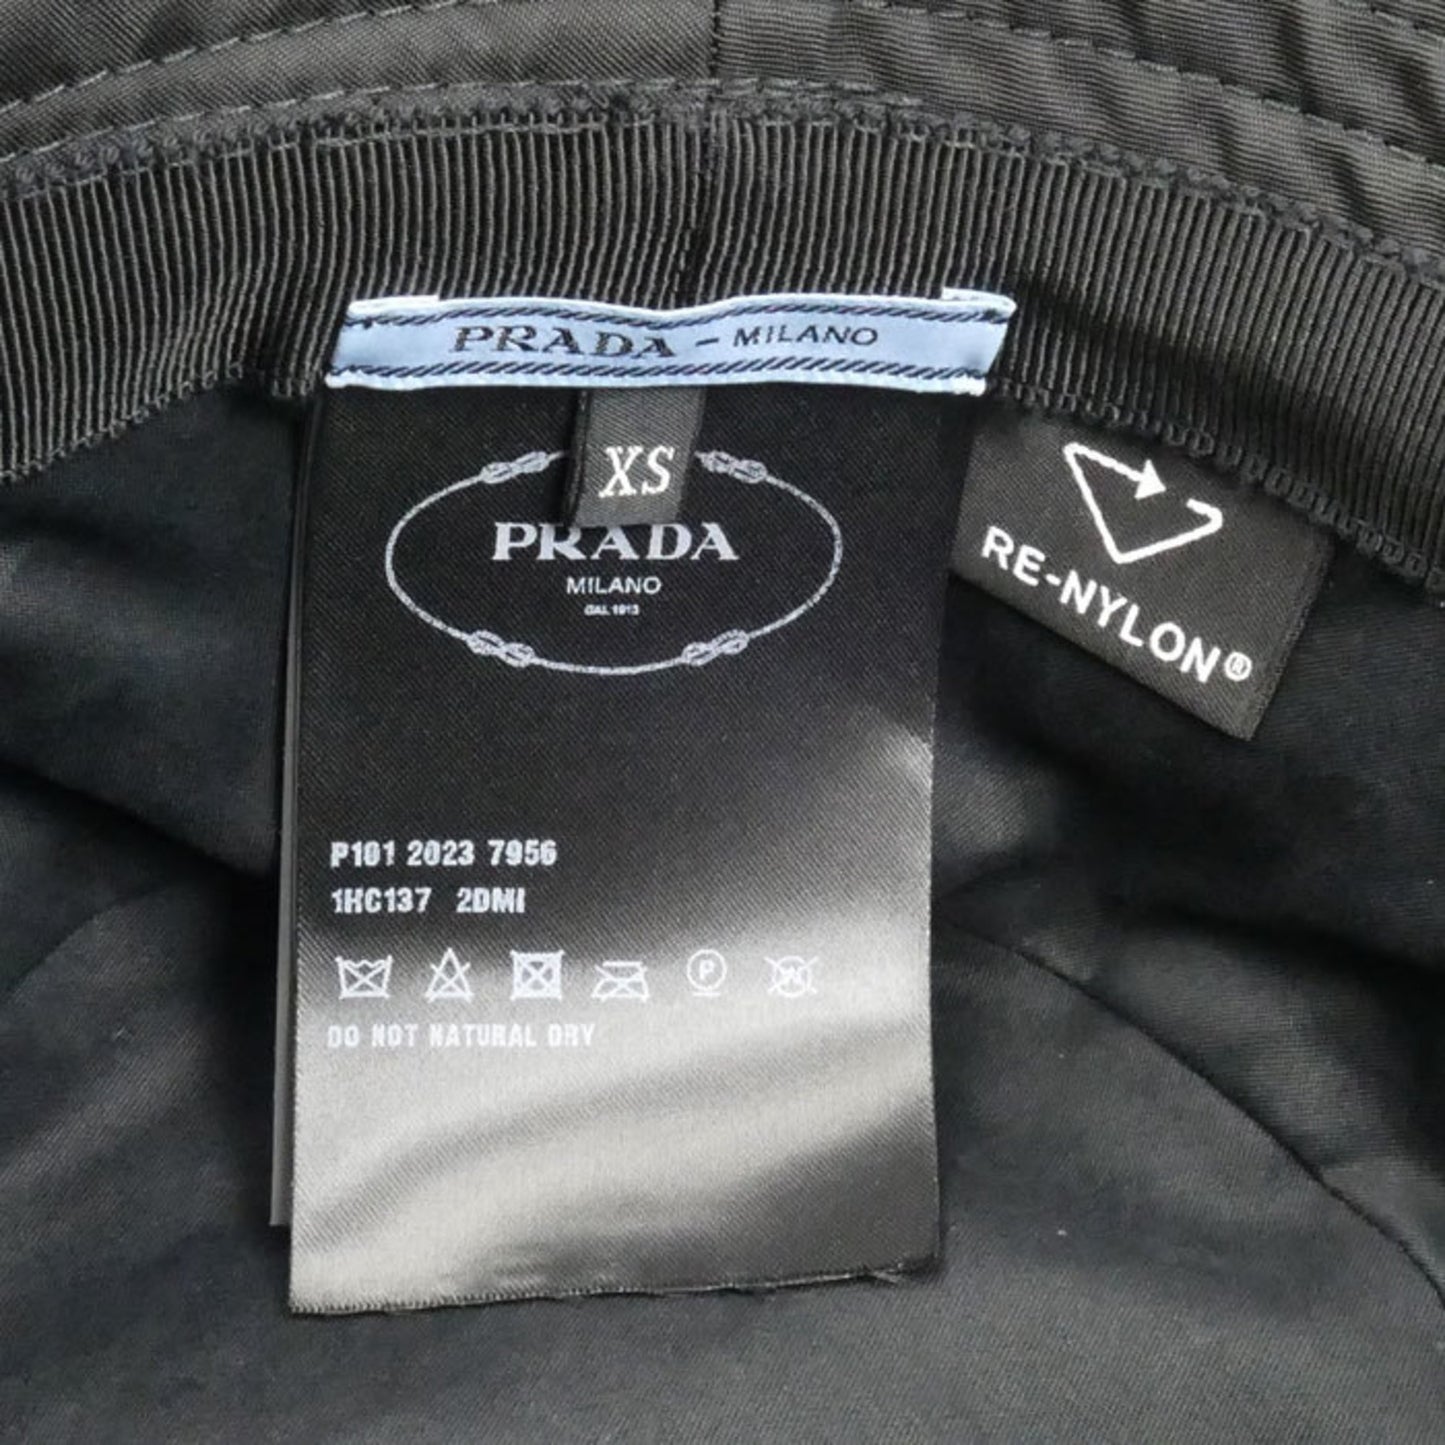 PRADA - MILANO
XS
PRADA
MILANO
DAL 1913
RE-NYLON®
P101 2023 7956
1HC137 2DMI
P
DO NOT NATURAL DRY